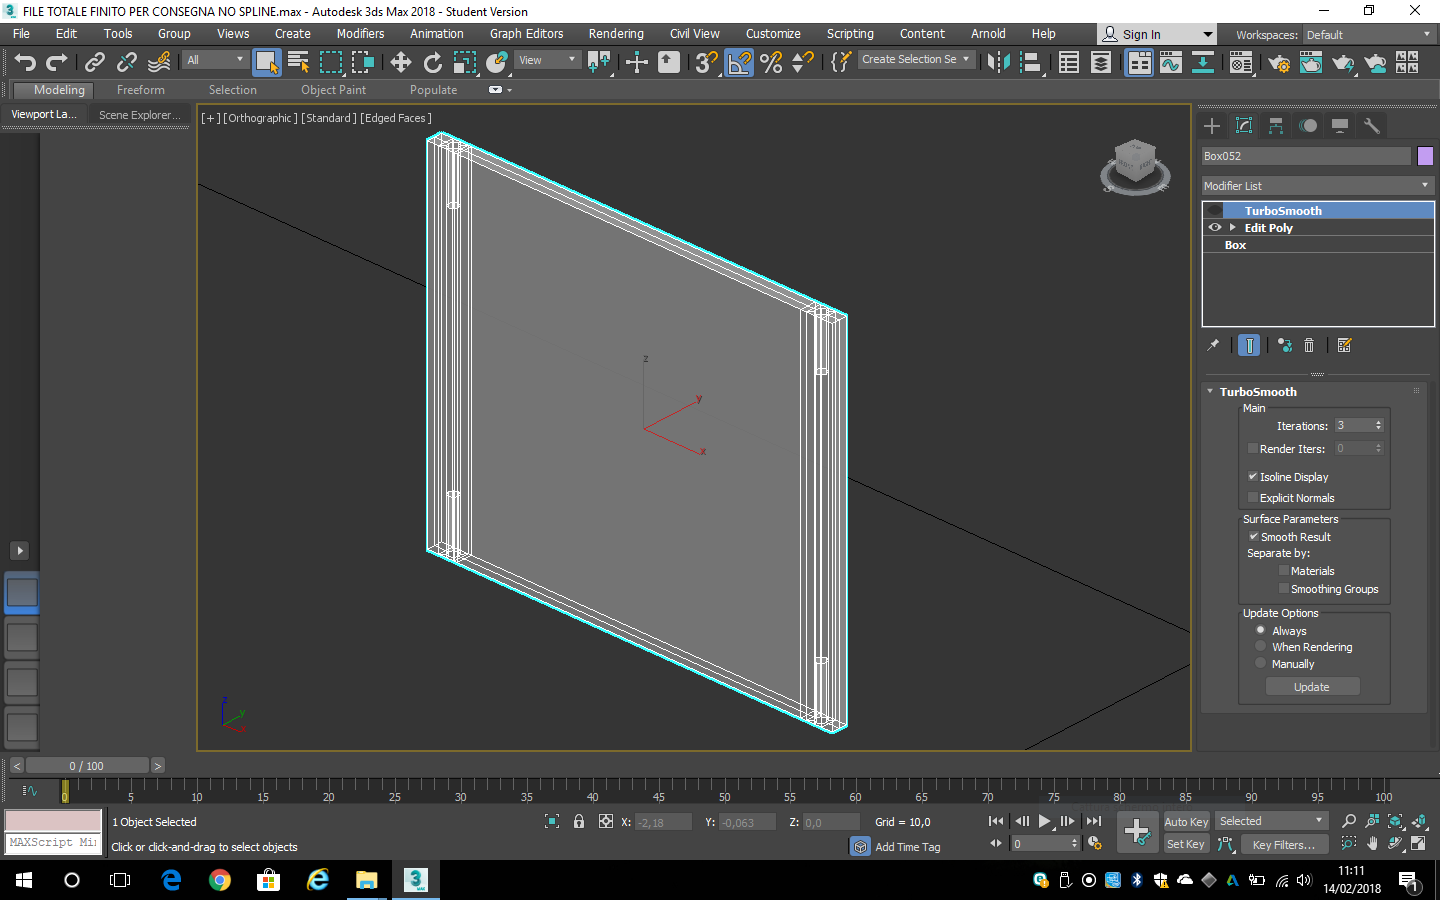 FILE TOTALE FINITO PER CONSEGNA NO SPLINE.max - Autodesk 3ds Max 2018 - Student Version
File Edit Tools Group Views Create Modifiers Animation Graph Editors Rendering Civil View Customize Scripting Content Arnold Help Sign In Workspaces: Default
All View Create Selection Se
Modeling Freeform Selection Object Paint Populate
Viewport La... Scene Explorer...
[+] [Orthographic] [Standard] [Edged Faces]
Box052
Modifier List
TurboSmooth
Edit Poly
Box
TurboSmooth
Main
Iterations: 3
Render Iters: 0
Isoline Display
Explicit Normals
Surface Parameters
Smooth Result
Separate by:
Materials
Smoothing Groups
Update Options
Always
When Rendering
Manually
Update
z
y
x
z
y
x
< 0 / 100 >
0 5 10 15 20 25 30 35 40 45 50 55 60 65 70 75 80 85 90 95 100
1 Object Selected X: -2,18 Y: -0,063 Z: 0,0 Grid = 10,0 Auto Key Selected
MAXScript Mi
Click or click-and-drag to select objects Add Time Tag 0 Set Key Key Filters...
11:11
14/02/2018
1